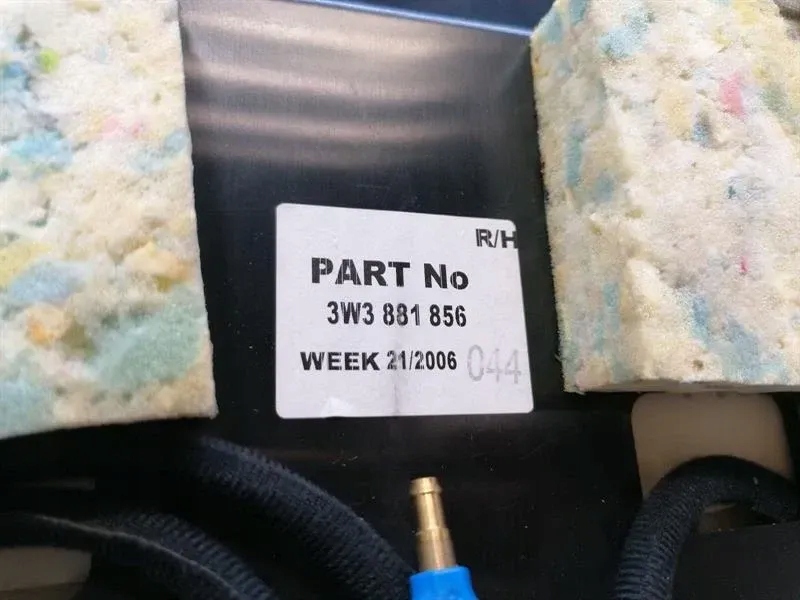 R/H
PART No
3W3 881 856
WEEK 21/2006 044